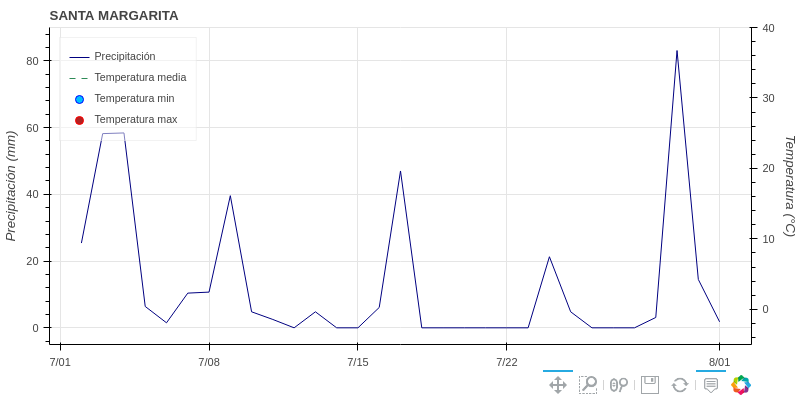 SANTA MARGARITA
Precipitación
Temperatura media
Temperatura min
Temperatura max
Precipitación (mm)
80
60
40
20
0
40
30
20
10
0
Temperatura (°C)
7/01 7/08 7/15 7/22 8/01